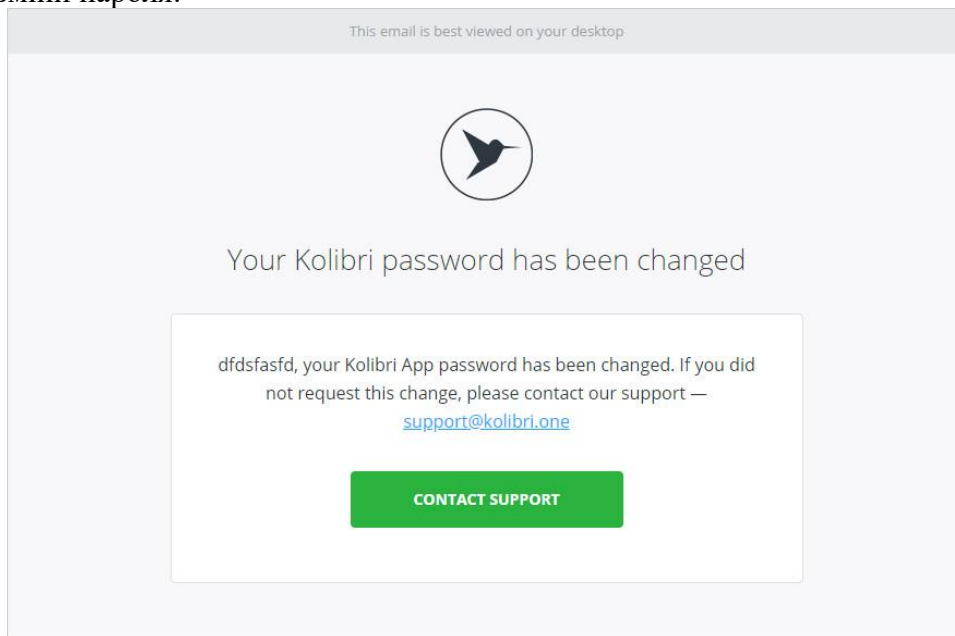 пароля.
This email is best viewed on your desktop
Your Kolibri password has been changed
dfdsfasfd, your Kolibri App password has been changed. If you did
not request this change, please contact our support —
support@kolibri.one
CONTACT SUPPORT